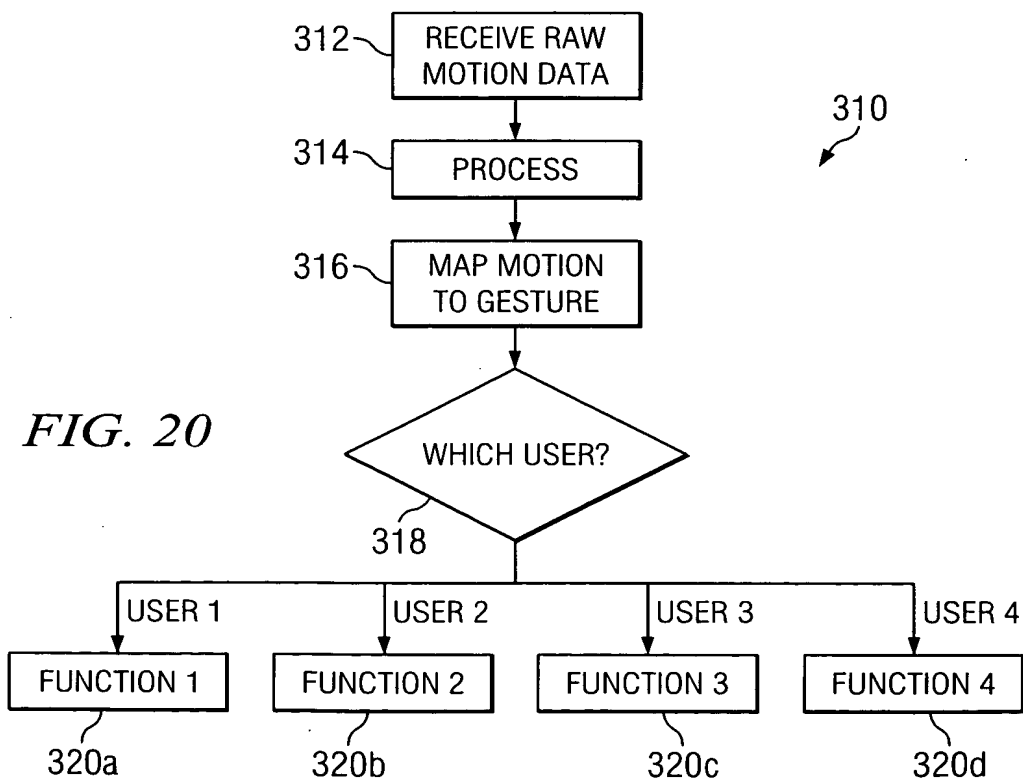 312
RECEIVE RAW
MOTION DATA
310
314
PROCESS
316
MAP MOTION
TO GESTURE
FIG. 20
WHICH USER?
318
USER 1
USER 2
USER 3
USER 4
FUNCTION 1
FUNCTION 2
FUNCTION 3
FUNCTION 4
320a
320b
320c
320d